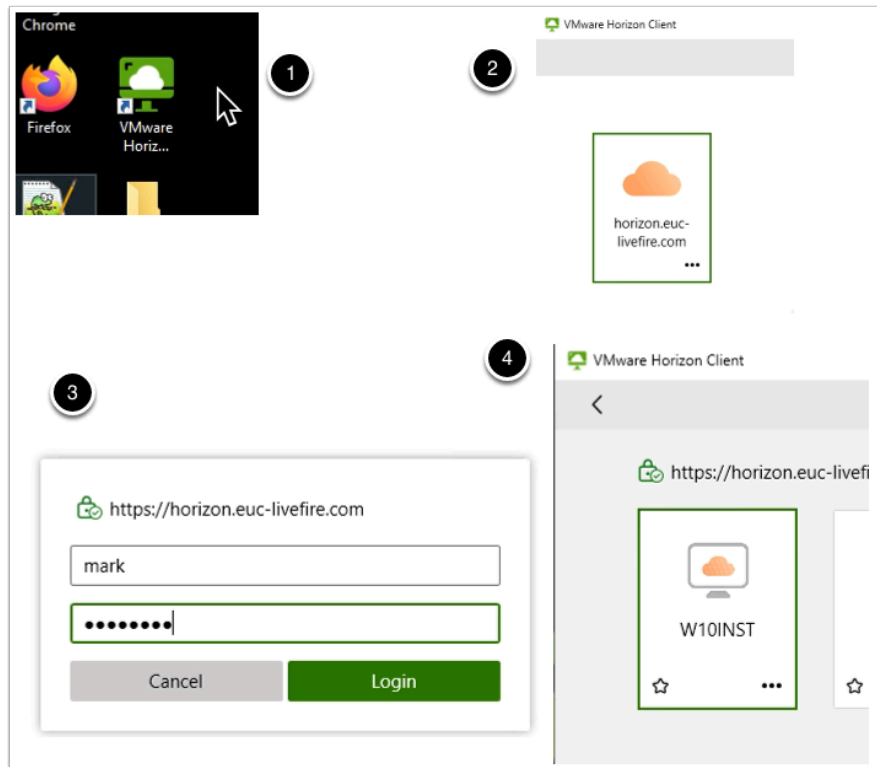 Chrome
Firefox
VMware
Horiz...
1
2
VMware Horizon Client
horizon.euc-
livefire.com
•••
3
https://horizon.euc-livefire.com
mark
••••••••
Cancel
Login
4
VMware Horizon Client
https://horizon.euc-livefi
W10INST
•••